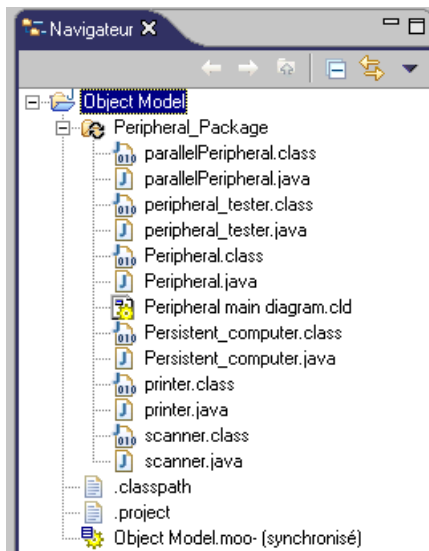 Navigateur
Object Model
Peripheral_Package
parallelPeripheral.class
parallelPeripheral.java
peripheral_tester.class
peripheral_tester.java
Peripheral.class
Peripheral.java
Peripheral main diagram.cld
Persistent_computer.class
Persistent_computer.java
printer.class
printer.java
scanner.class
scanner.java
.classpath
.project
Object Model.moo- (synchronisé)